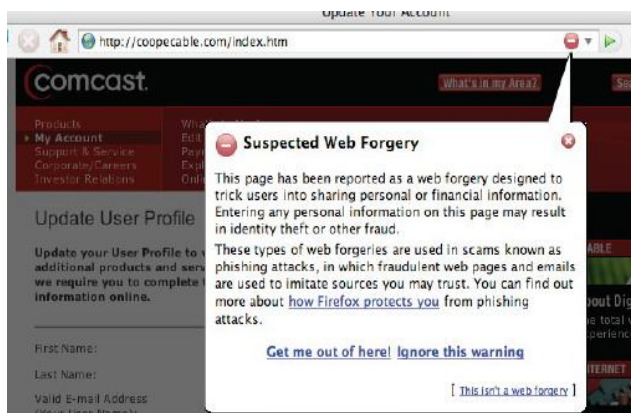 Update Your Account
http://coopecable.com/index.htm
comcast.
What's in my Area?
Products
My Account
Support & Service
Corporate/Careers
Investor Relations
Suspected Web Forgery
This page has been reported as a web forgery designed to
trick users into sharing personal or financial information.
Entering any personal information on this page may result
in identity theft or other fraud.
These types of web forgeries are used in scams known as
phishing attacks, in which fraudulent web pages and emails
are used to imitate sources you may trust. You can find out
more about how Firefox protects you from phishing
attacks.
Get me out of here! Ignore this warning
[ This isn't a web forgery ]
Update User Profile
Update your User Profile to
additional products and
we require you to complete
information online.
First Name:
Last Name:
Valid E-mail Address
(Your User Name):
INTERNET